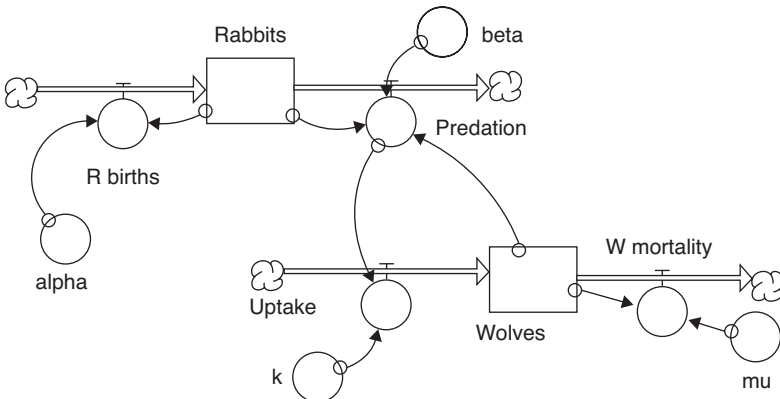 Rabbits
beta
Predation
R births
alpha
W mortality
Uptake
Wolves
k
mu